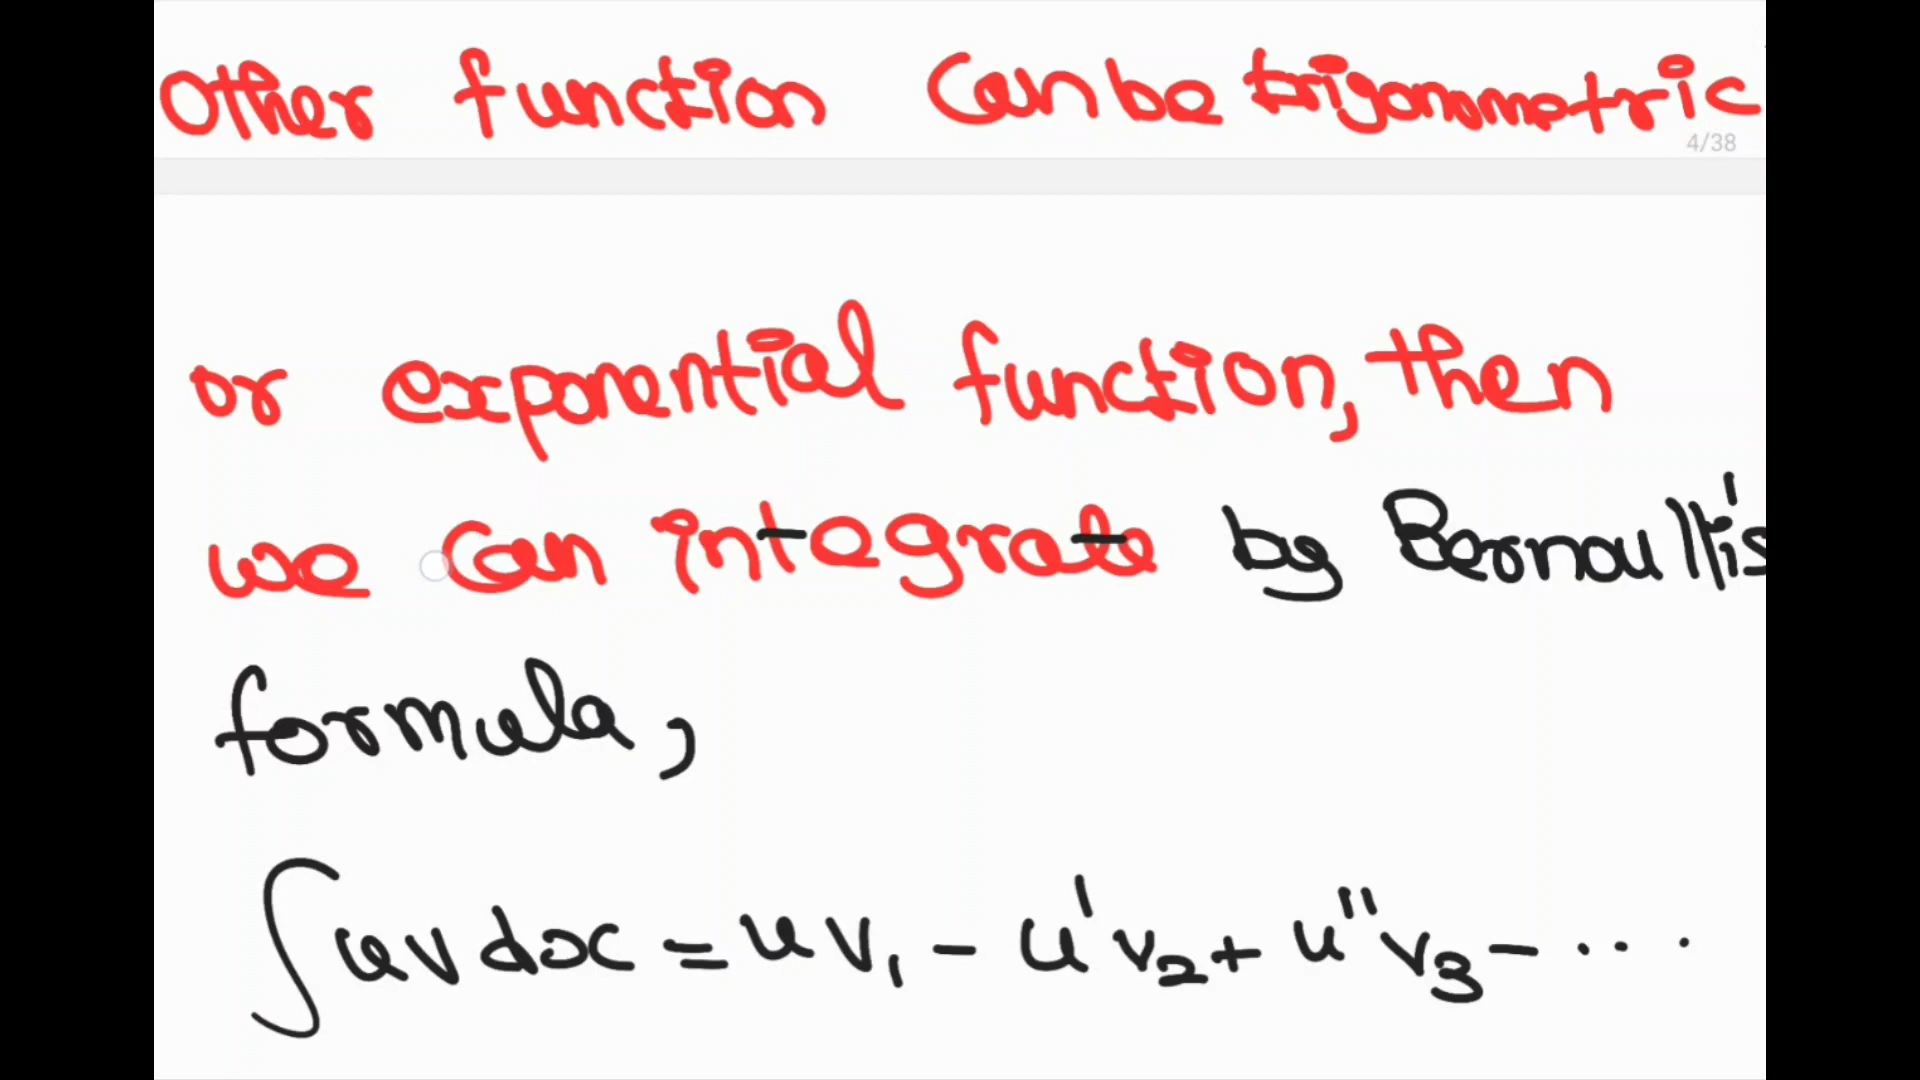 Other function can be trigonometric
4/38
or exponential function, then
we can integrate by Bernoulli's
formula,
∫uv dx = uv₁ - u'v₂ + u''v₃ - ....